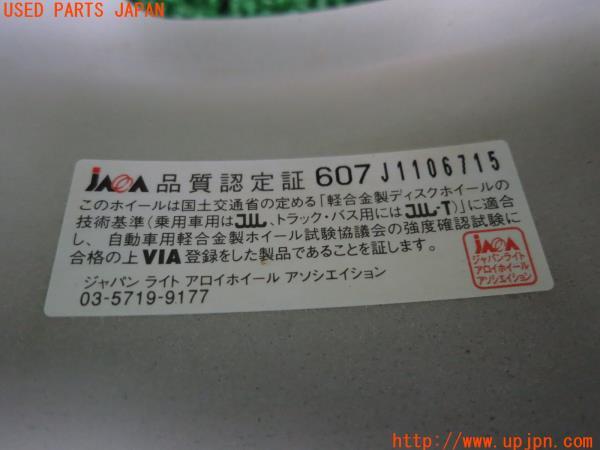 USED PARTS JAPAN
JAWA 品質認定証 607 J1106715
このホイールは国土交通省の定める「軽合金製ディスクホイールの
技術基準(乗用車用はJWL、トラック・バス用にはJWL-T)」に適合
し、自動車用軽合金製ホイール試験協議会の強度確認試験に
合格の上VIA登録をした製品であることを証します。
ジャパン ライト アロイホイール アソシエイション
03-5719-9177
JAWA
ジャパンライト
アロイホイール
アソシエイション
http://www.upjpn.com/